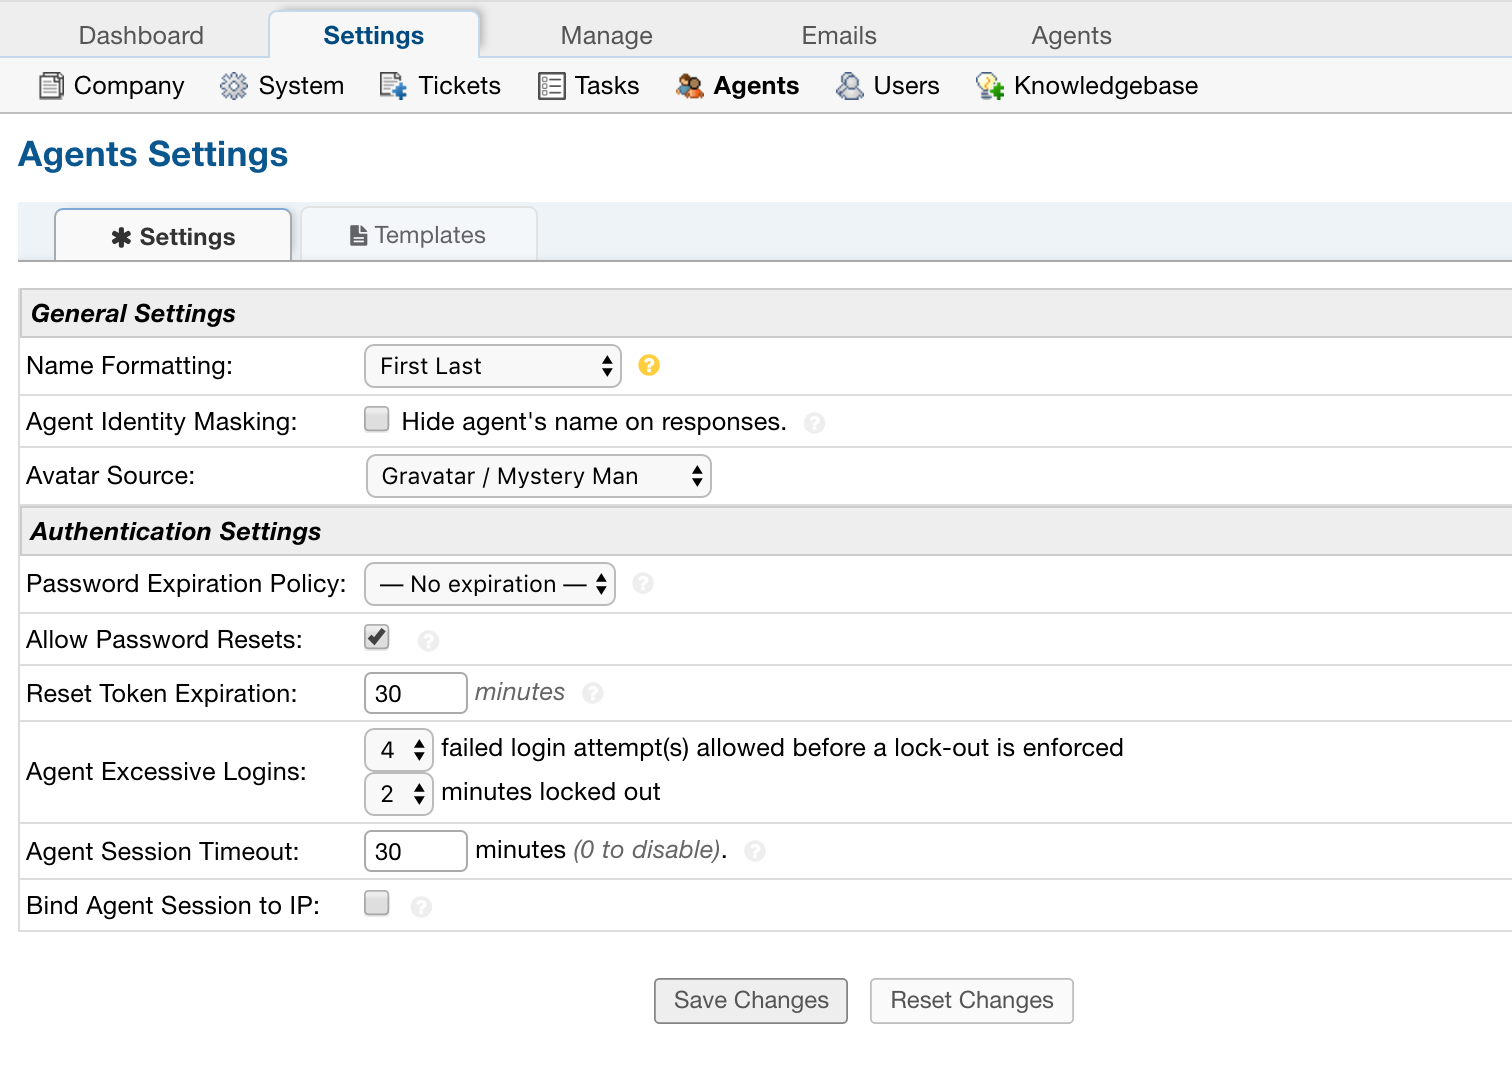 Dashboard Settings Manage Emails Agents
Company System Tickets Tasks Agents Users Knowledgebase
Agents Settings
Settings Templates
General Settings
Name Formatting: First Last ?
Agent Identity Masking: Hide agent's name on responses. ?
Avatar Source: Gravatar / Mystery Man
Authentication Settings
Password Expiration Policy: — No expiration — ?
Allow Password Resets: ?
Reset Token Expiration: 30 minutes ?
Agent Excessive Logins: 4 failed login attempt(s) allowed before a lock-out is enforced
2 minutes locked out
Agent Session Timeout: 30 minutes (0 to disable). ?
Bind Agent Session to IP: ?
Save Changes Reset Changes